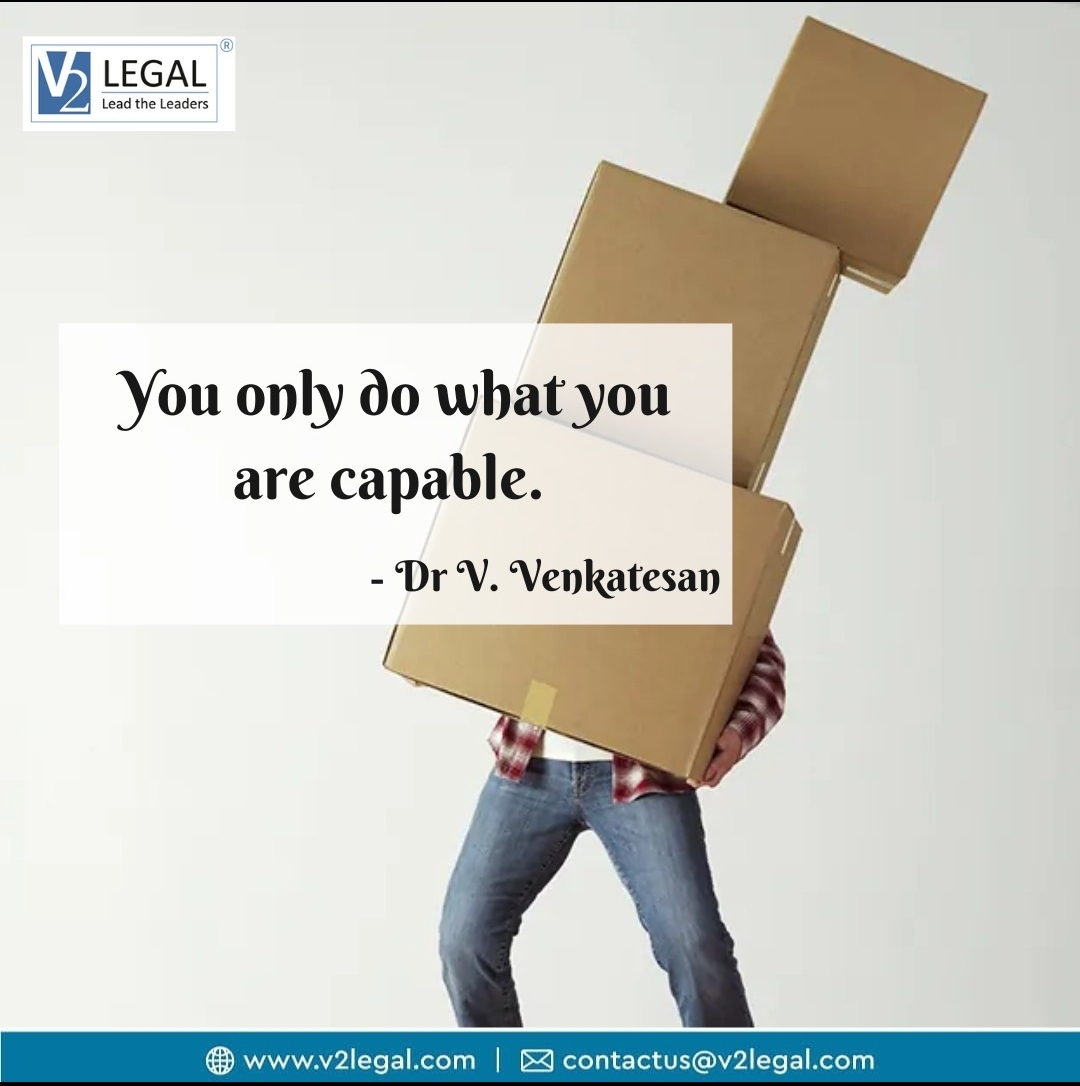 V2 LEGAL ®
Lead the Leaders
You only do what you
are capable.
- Dr V. Venkatesan
www.v2legal.com | contactus@v2legal.com